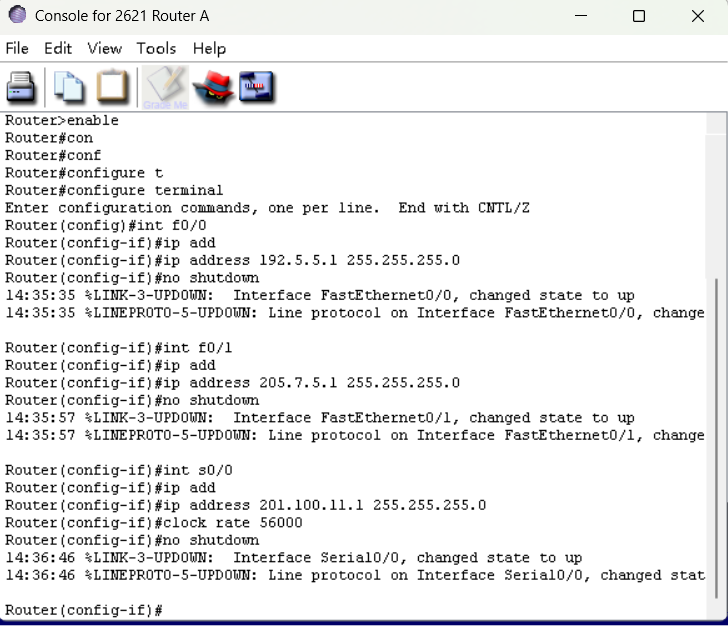 Console for 2621 Router A
File Edit View Tools Help
Grade Me
Router>enable
Router#con
Router#conf
Router#configure t
Router#configure terminal
Enter configuration commands, one per line.  End with CNTL/Z
Router(config)#int f0/0
Router(config-if)#ip add
Router(config-if)#ip address 192.5.5.1 255.255.255.0
Router(config-if)#no shutdown
14:35:35 %LINK-3-UPDOWN:  Interface FastEthernet0/0, changed state to up
14:35:35 %LINEPROTO-5-UPDOWN: Line protocol on Interface FastEthernet0/0, change
Router(config-if)#int f0/1
Router(config-if)#ip add
Router(config-if)#ip address 205.7.5.1 255.255.255.0
Router(config-if)#no shutdown
14:35:57 %LINK-3-UPDOWN:  Interface FastEthernet0/1, changed state to up
14:35:57 %LINEPROTO-5-UPDOWN: Line protocol on Interface FastEthernet0/1, change
Router(config-if)#int s0/0
Router(config-if)#ip add
Router(config-if)#ip address 201.100.11.1 255.255.255.0
Router(config-if)#clock rate 56000
Router(config-if)#no shutdown
14:36:46 %LINK-3-UPDOWN:  Interface Serial0/0, changed state to up
14:36:46 %LINEPROTO-5-UPDOWN: Line protocol on Interface Serial0/0, changed stat
Router(config-if)#